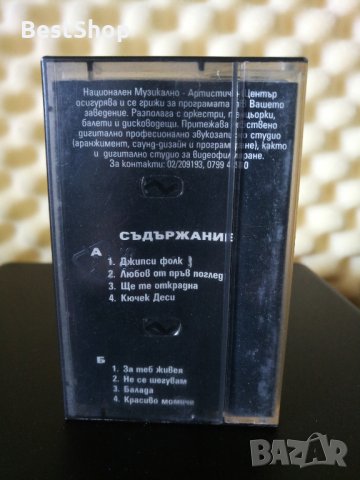 BestShop
Национален Музикално - Артистичен Център
осигурява и се грижи за програмата във Вашето
заведение. Разполага с оркестри, танцьорки,
балети и дисководещи. Притежава
дигитално професионално звукозаписно студио
(аранжимент, саунд-дизайн и програмиране), както
и дигитално студио за видеофилмиране.
За контакти: 02/209193, 0799
СЪДЪРЖАНИЕ
А
1. Джипси фолк
2. Любов от пръв поглед
3. Ще те открадна
4. Кючек Деси
Б
1. За теб живея
2. Не се шегувам
3. Балада
4. Красиво момиче
BAZAR
bg